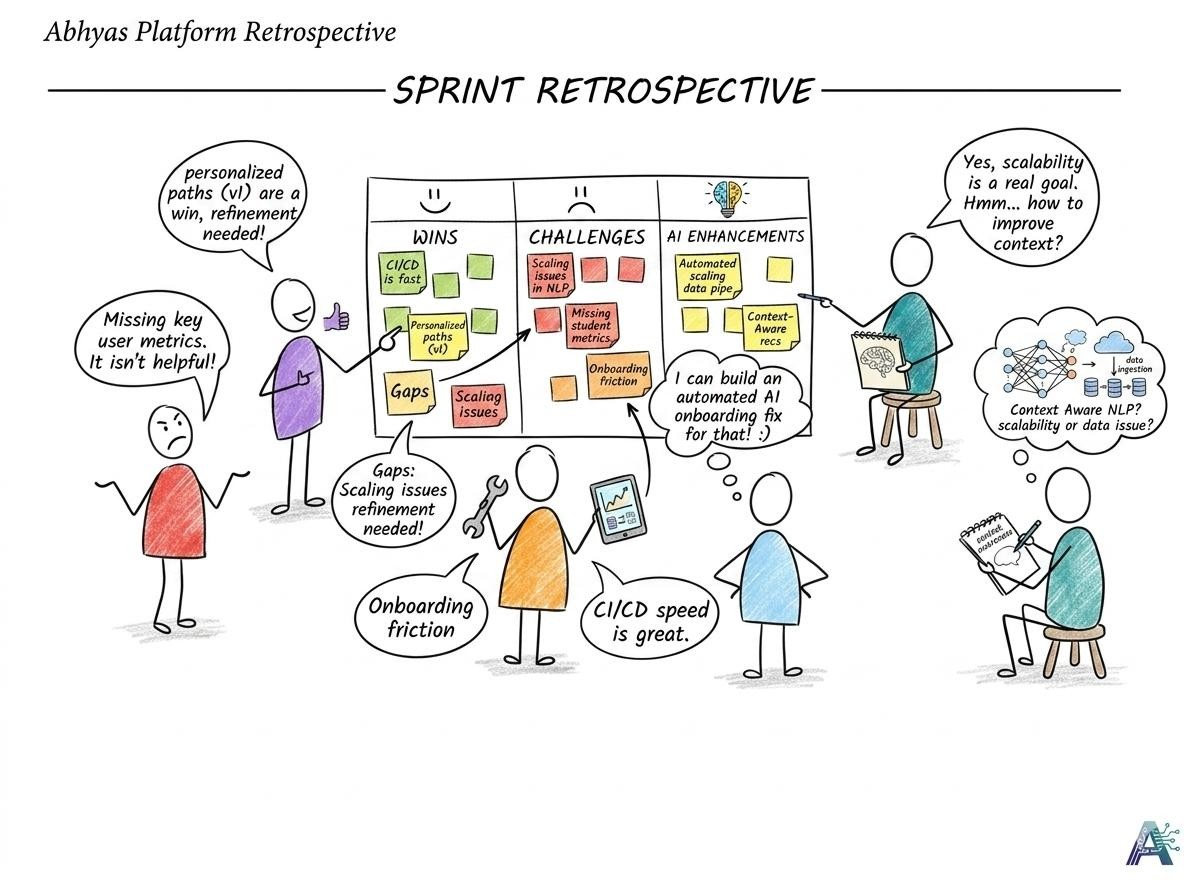 Abhyas Platform Retrospective
SPRINT RETROSPECTIVE
personalized
paths (v1) are a
win, refinement
needed!
Yes, scalability
is a real goal.
Hmm... how to
improve
context?
Missing key
user metrics.
It isn't helpful!
WINS
CI/CD
is fast
Personalized
paths
(v1)
Gaps
Scaling
issues
CHALLENGES
Scaling
issues
in NLP
Missing
student
metrics
Onboarding
friction
AI ENHANCEMENTS
Automated
scaling
data pipe
Context-
Aware
recs
I can build an
automated AI
onboarding fix
for that! :)
data
ingestion
Context Aware NLP?
scalability or data issue?
Gaps:
Scaling issues
refinement
needed!
Onboarding
friction
CI/CD speed
is great.
A